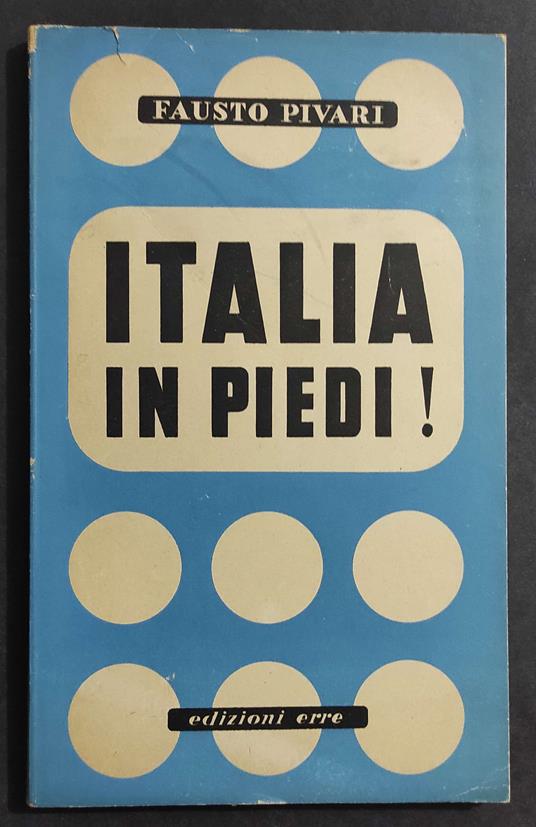 FAUSTO PIVARI
ITALIA
IN PIEDI !
edizioni erre